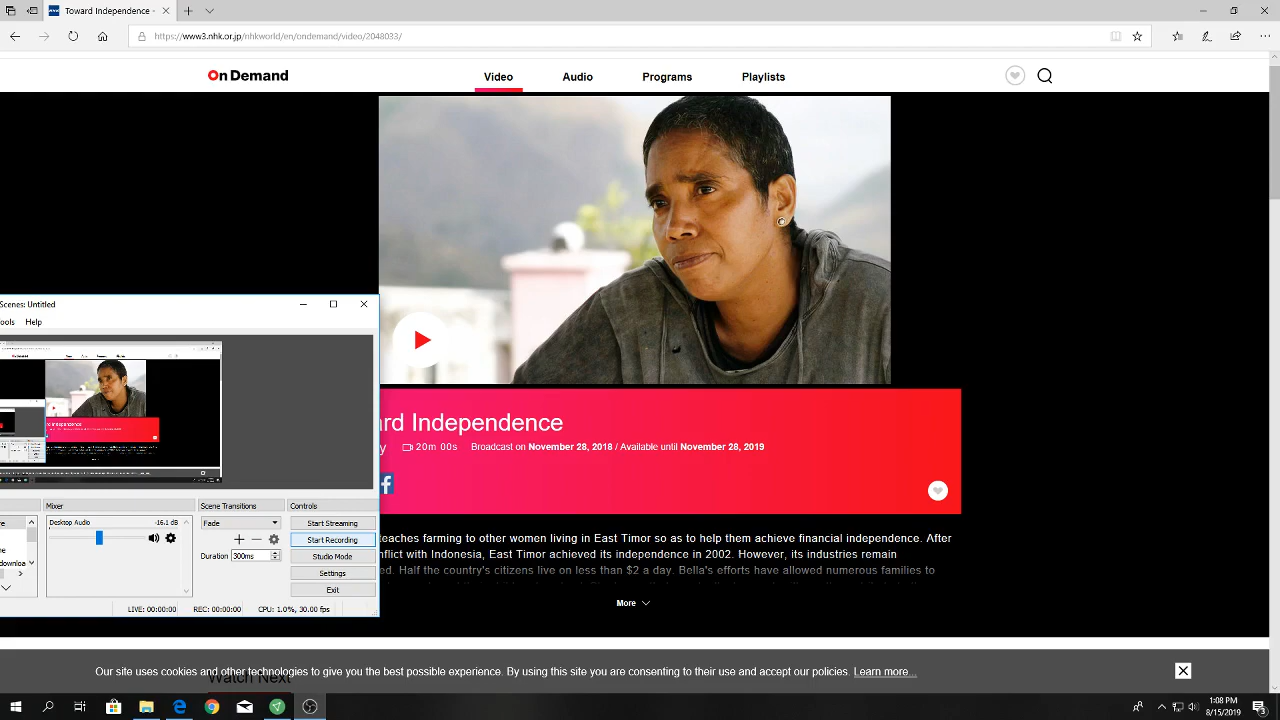 Toward Independence -
https://www3.nhk.or.jp/nhkworld/en/ondemand/video/2048033/
On Demand
Video
Audio
Programs
Playlists
Scenes: Untitled
ools
Help
rd Independence
y
20m 00s
Broadcast on November 28, 2018 / Available until November 28, 2019
f
Mixer
Scene Transitions
Controls
Desktop Audio
-16.1 dB
Fade
Duration
300ms
Start Streaming
Start Recording
Studio Mode
Settings
Exit
LIVE: 00:00:00
REC: 00:00:00
CPU: 1.0%, 30.00 fps
eaches farming to other women living in East Timor so as to help them achieve financial independence. After
nflict with Indonesia, East Timor achieved its independence in 2002. However, its industries remain
ed. Half the country's citizens live on less than $2 a day. Bella's efforts have allowed numerous families to
More
Our site uses cookies and other technologies to give you the best possible experience. By using this site you are consenting to their use and accept our policies. Learn more...
Watch Next
1:08 PM
8/15/2019